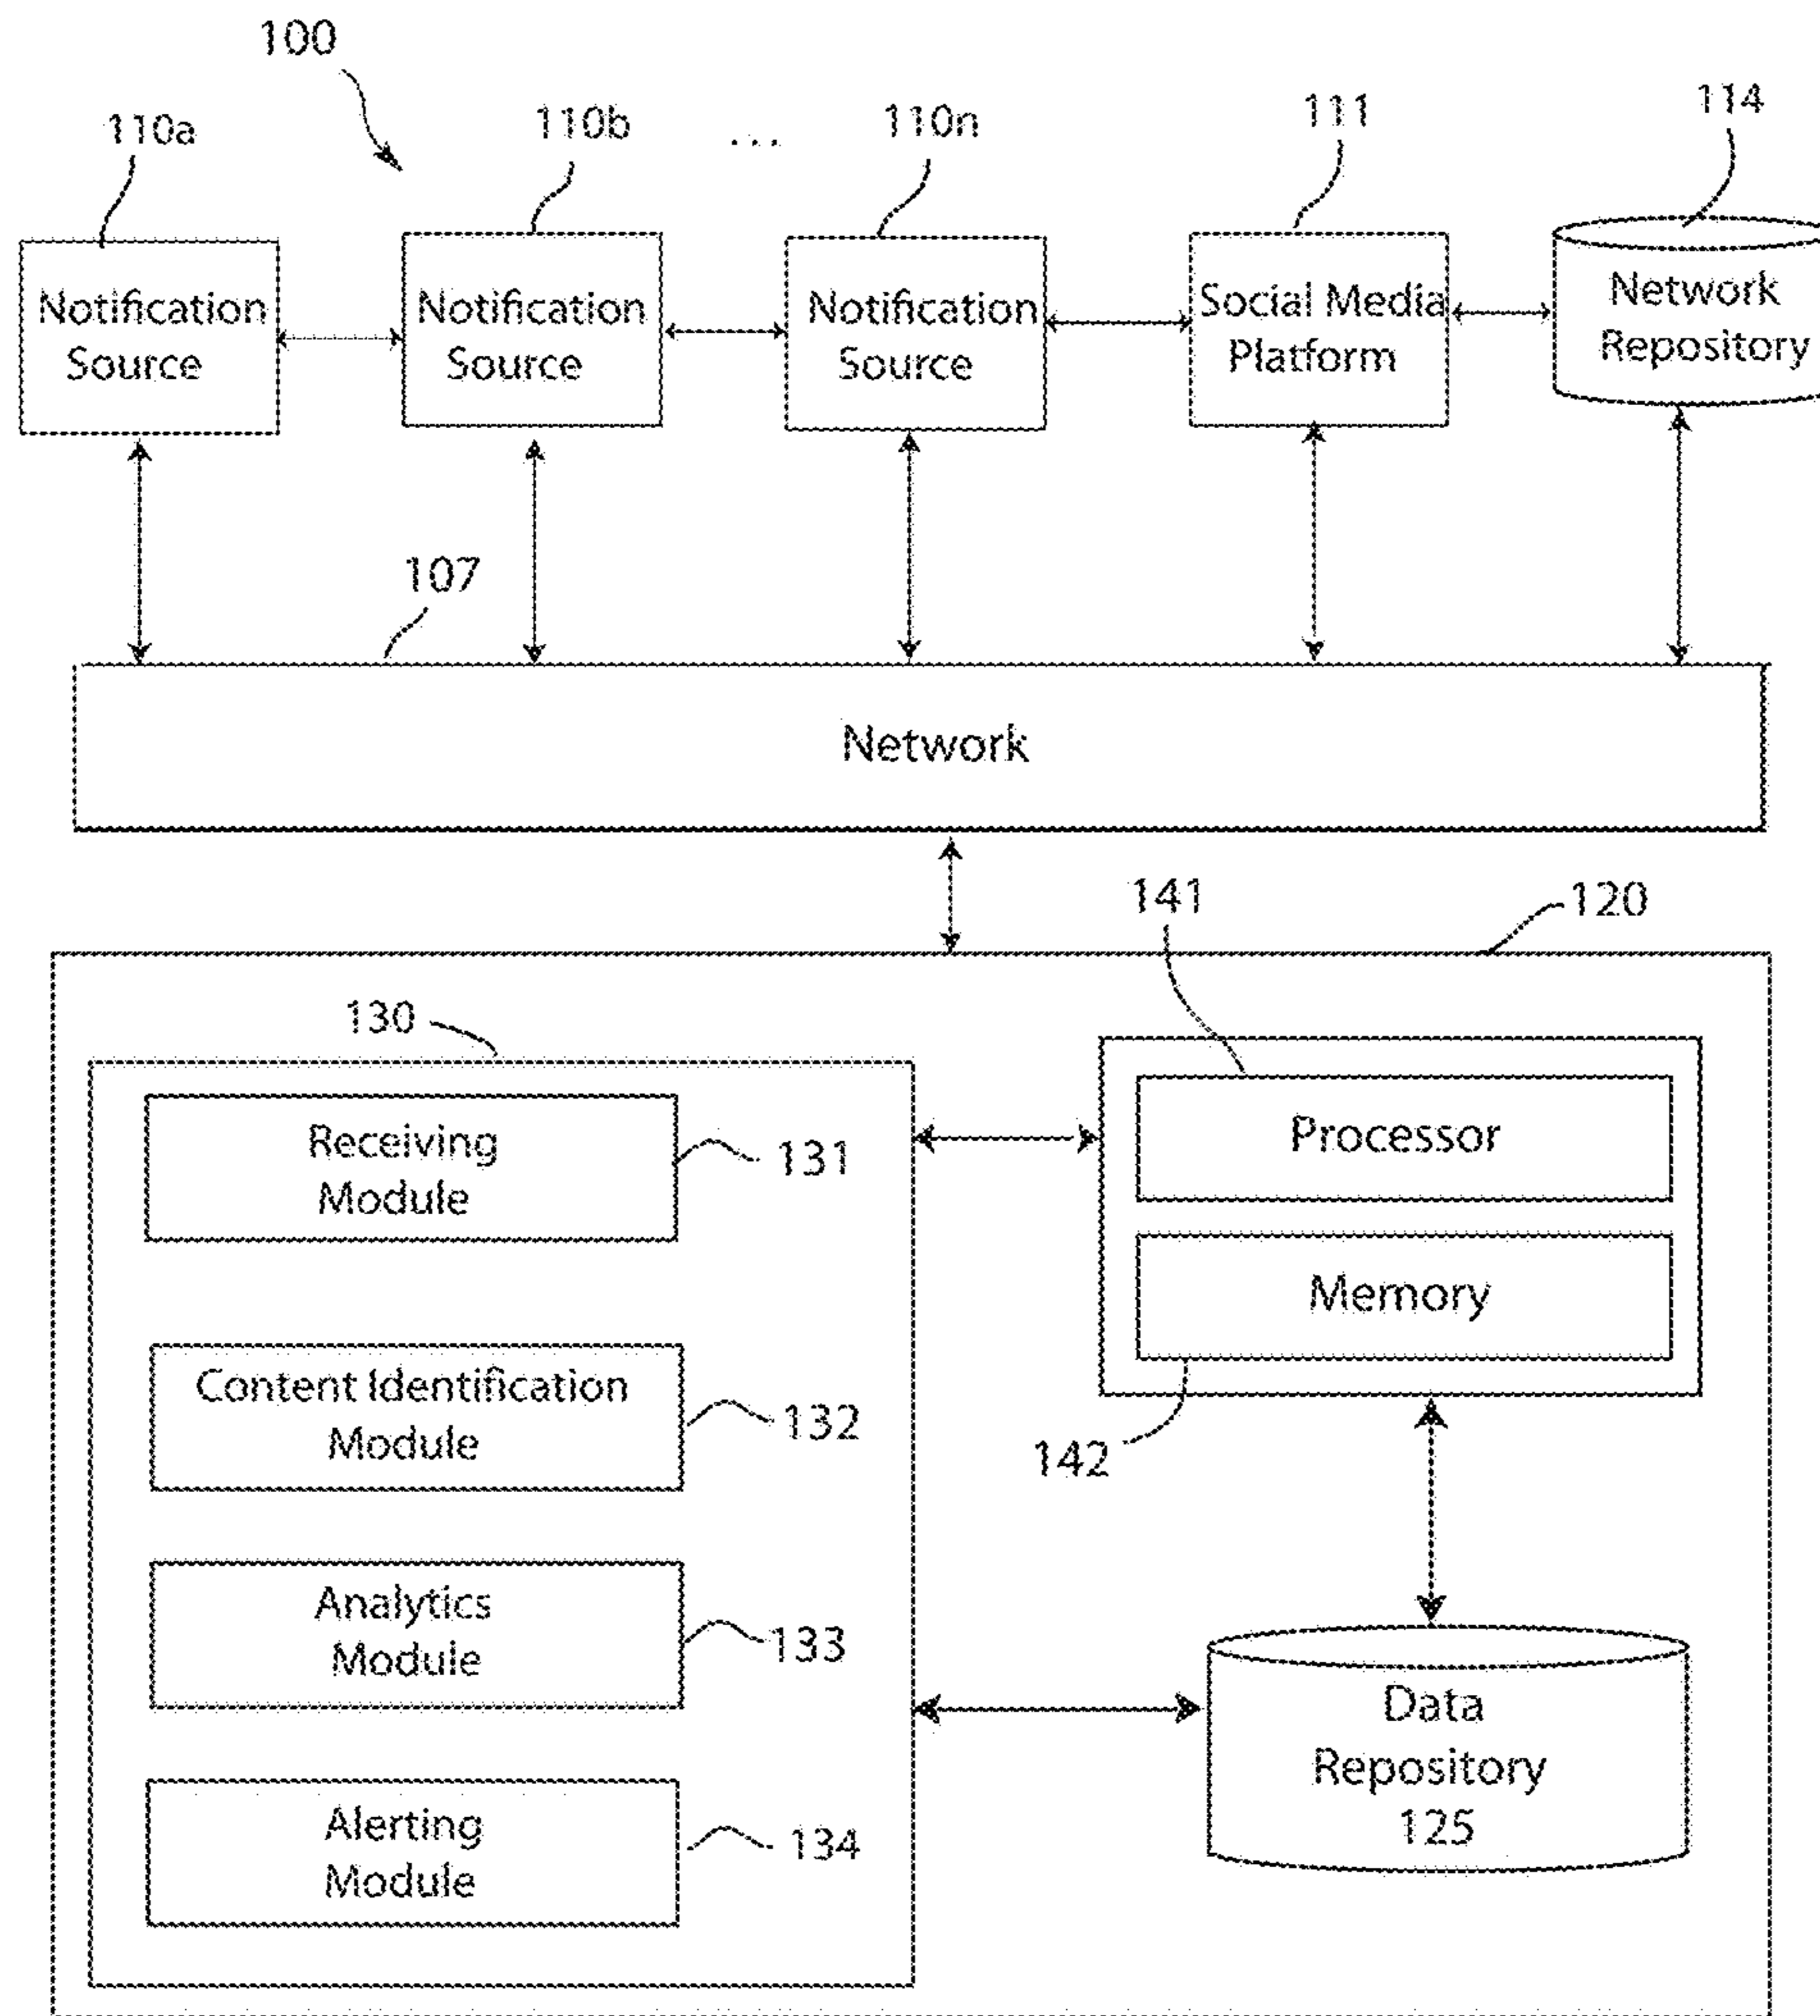 100
110a
110b
...
110n
111
114
Notification
Source
Notification
Source
Notification
Source
Social Media
Platform
Network
Repository
107
Network
120
141
130
Receiving
Module
131
Processor
Memory
142
Content Identification
Module
132
Analytics
Module
133
Data
Repository
125
Alerting
Module
134